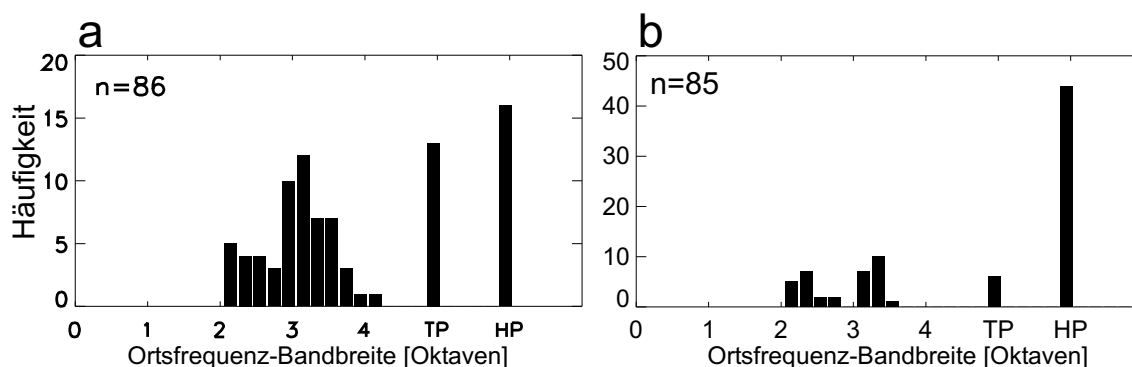 a
n=86
Häufigkeit
20
15
10
5
0
0 1 2 3 4 TP HP
Ortsfrequenz-Bandbreite [Oktaven]
b
n=85
50
40
30
20
10
0
0 1 2 3 4 TP HP
Ortsfrequenz-Bandbreite [Oktaven]